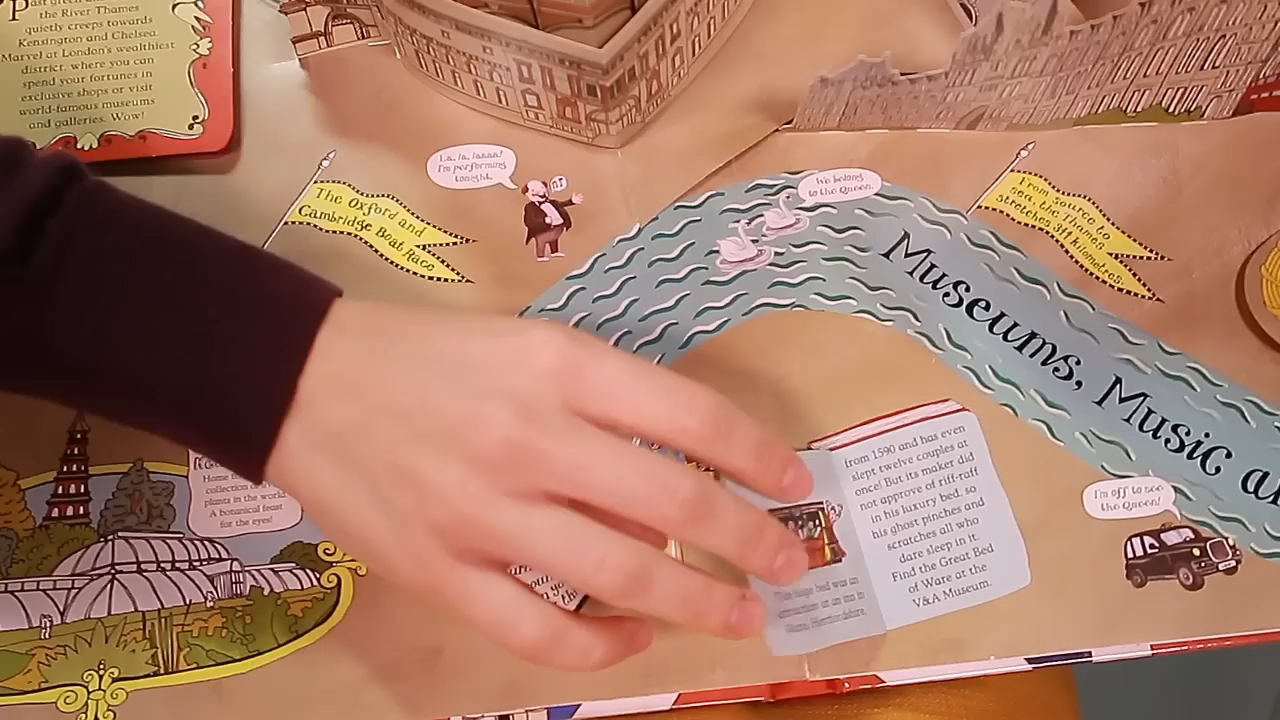 Past green
the River Thames
quietly creeps towards
Kensington and Chelsea.
Marvel at London's wealthiest
district, where you can
spend your fortunes in
exclusive shops or visit
world-famous museums
and galleries. Wow!
La, la, laaaa!
I'm performing
tonight.
The Oxford and
Cambridge Boat Race
We belong
to the Queen.
From source to
sea, the Thames
stretches 344 kilometres.
Museums, Music
Home
collection
plants in the world
A botanical feast
for the eyes!
This huge bed was an
attraction at an inn in
Ware, Hertfordshire,
from 1590 and has even
slept twelve couples at
once! But its maker did
not approve of riff-raff
in his luxury bed, so
his ghost pinches and
scratches all who
dare sleep in it.
Find the Great Bed
of Ware at the
V&A Museum.
I'm off to see
the Queen!